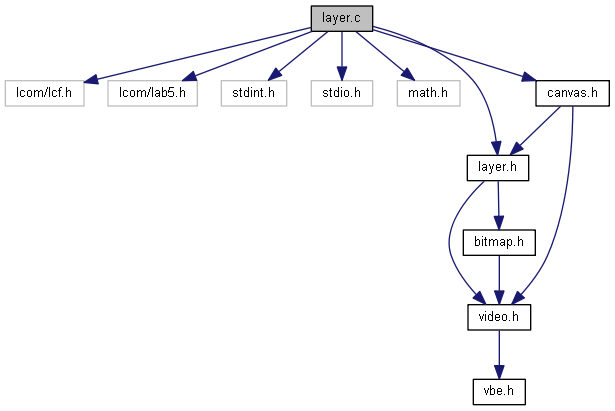 layer.c
lcom/lcf.h
lcom/lab5.h
stdint.h
stdio.h
math.h
canvas.h
layer.h
bitmap.h
video.h
vbe.h